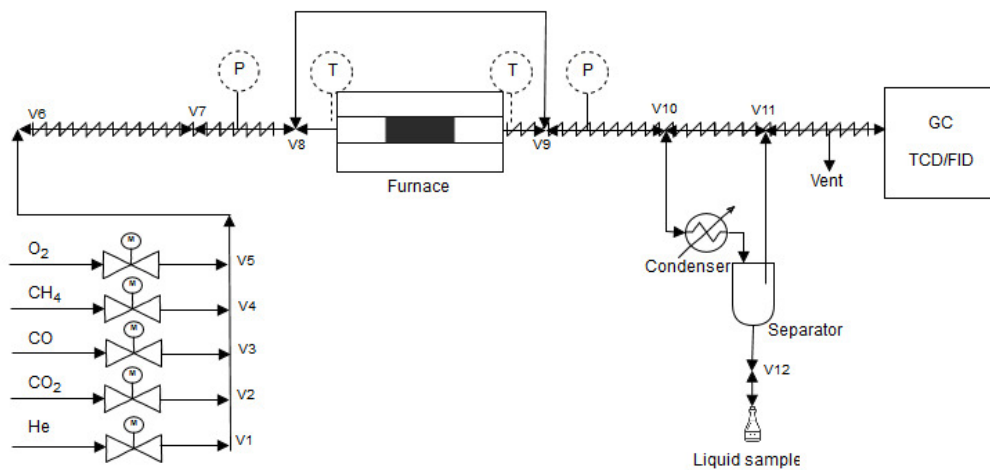 P
T
T
P
V6
V7
V8
V9
V10
V11
GC
TCD/FID
Furnace
Vent
O₂
M
V5
Condenser
CH₄
M
V4
Separator
CO
M
V3
CO₂
M
V2
V12
He
M
V1
Liquid sample